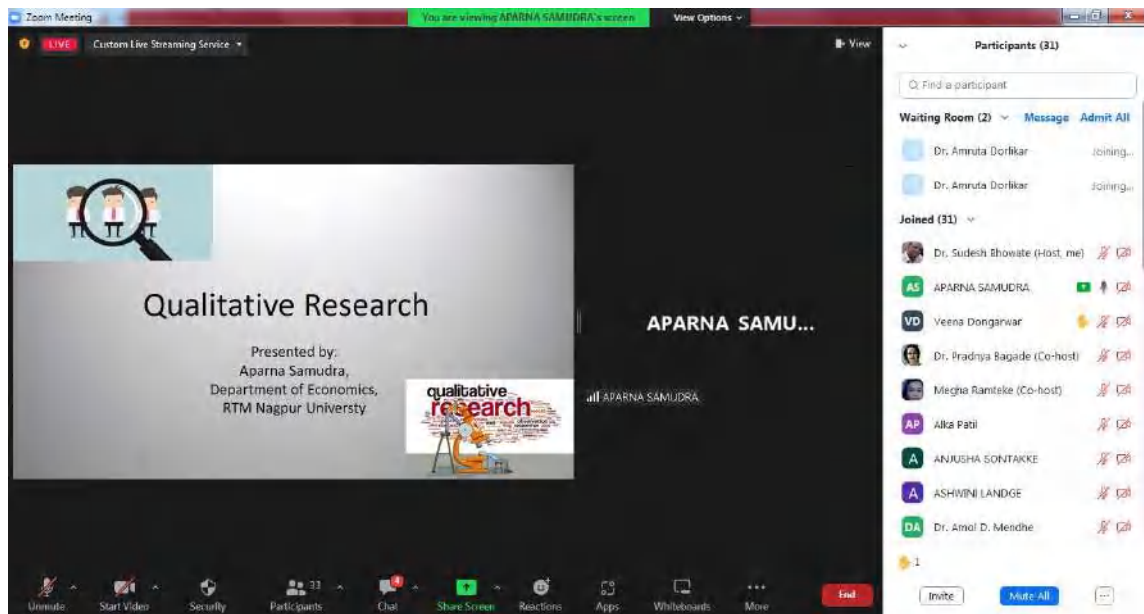 Zoom Meeting
You are viewing APARNA SAMUDRA's screen
View Options
LIVE
Custom Live Streaming Service
View
Participants (31)
Find a participant
Waiting Room (2)
Message
Admit All
Dr. Amruta Dorlikar
Joining...
Dr. Amruta Dorlikar
Joining...
Joined (31)
Dr. Sudesh Bhowate (Host, me)
AS
APARNA SAMUDRA
VD
Veena Dongarwar
Dr. Pradnya Bagade (Co-host)
Megha Ramteke (Co-host)
AP
Alka Patil
A
ANJUSHA SONTAKKE
A
ASHWINI LANDGE
DA
Dr. Amol D. Mendhe
1
Invite
Mute All
Qualitative Research
Presented by:
Aparna Samudra,
Department of Economics,
RTM Nagpur Universty
qualitative
research
APARNA SAMU...
APARNA SAMUDRA
Unmute
Start Video
Security
33
Participants
4
Chat
Share Screen
Reactions
Apps
Whiteboards
More
End